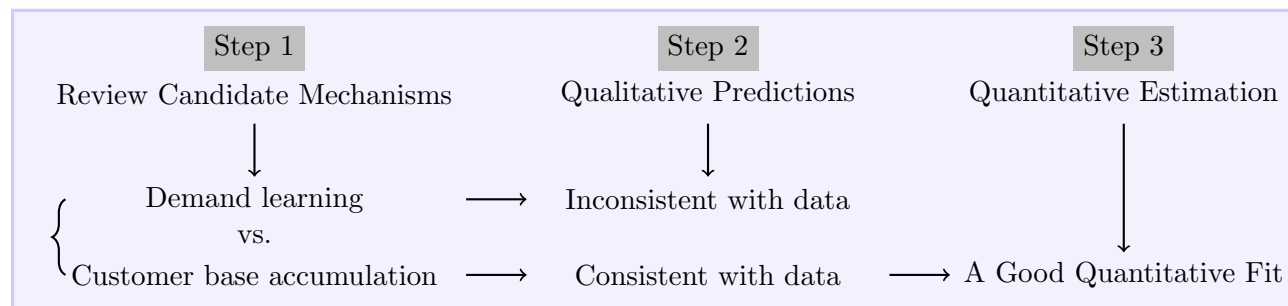 Step 1
Step 2
Step 3
Review Candidate Mechanisms
Qualitative Predictions
Quantitative Estimation
Demand learning
Inconsistent with data
vs.
Customer base accumulation
Consistent with data
A Good Quantitative Fit